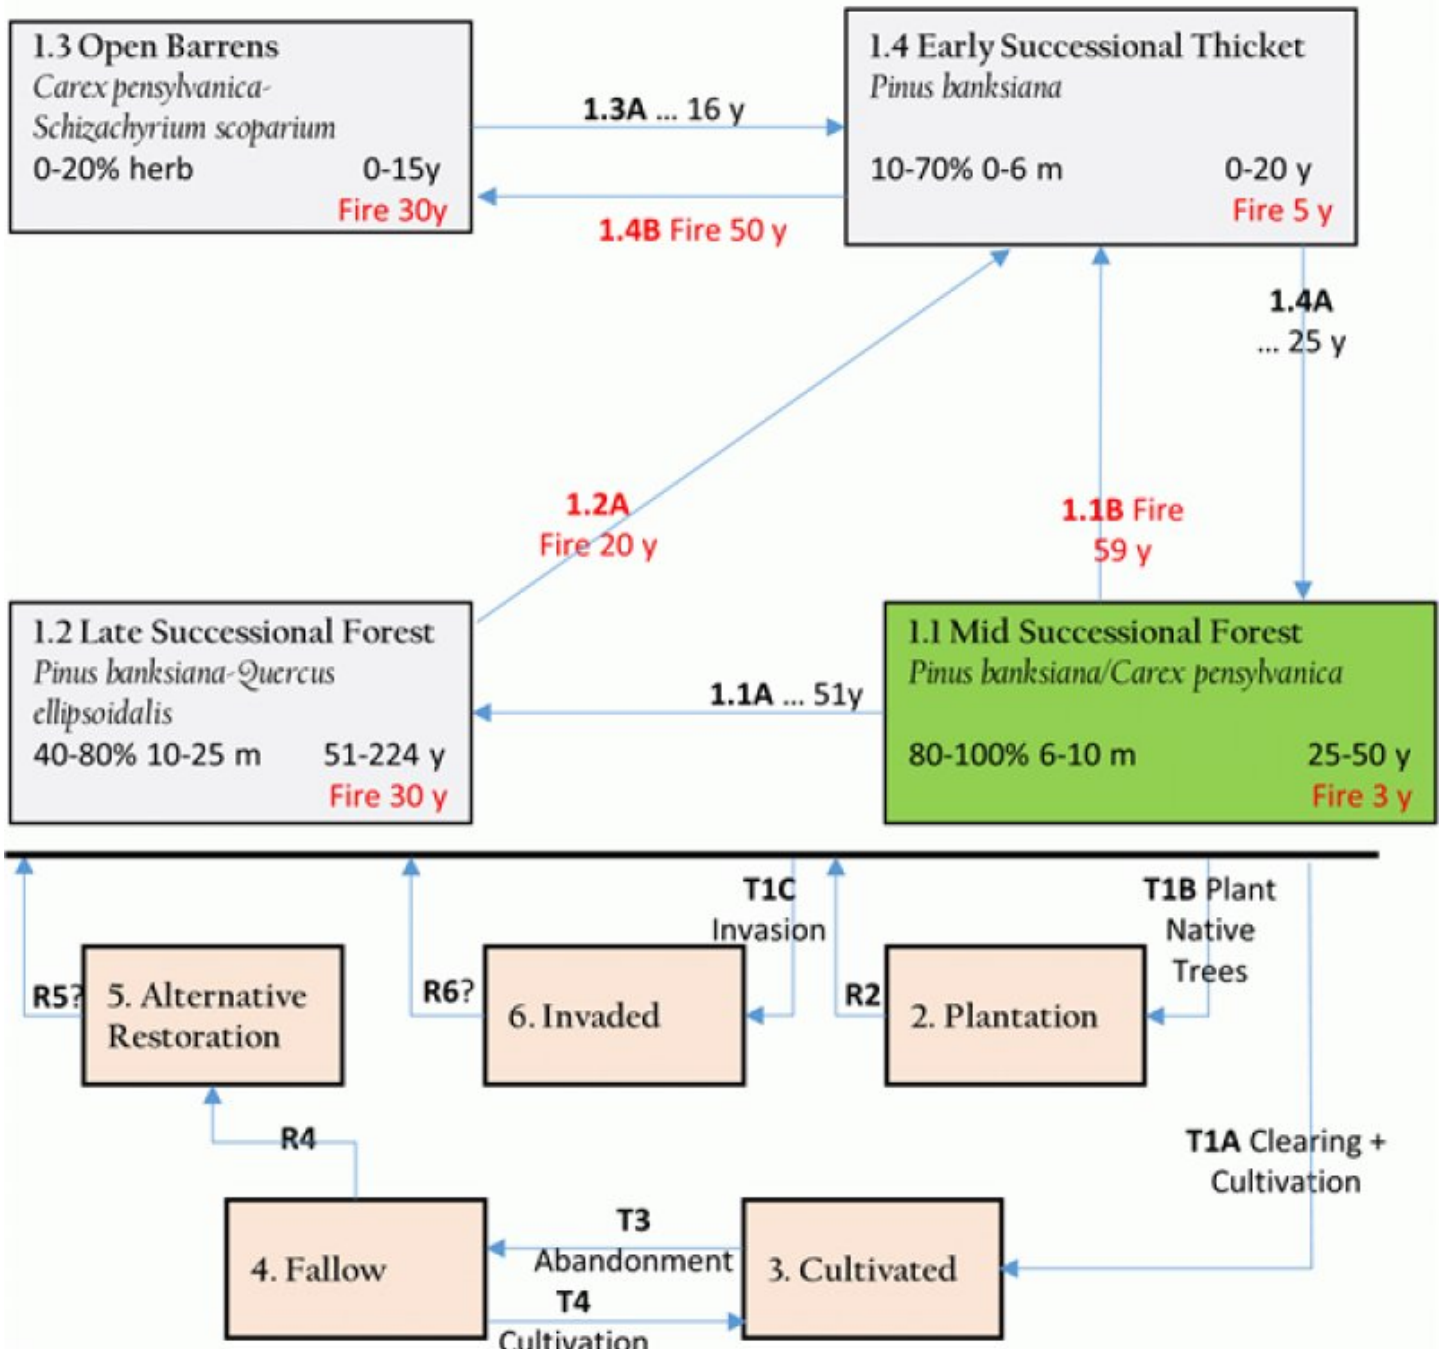 1.3 Open Barrens
Carex pensylvanica-
Schizachyrium scoparium
0-20% herb 0-15y
Fire 30y
1.3A ... 16 y
1.4B Fire 50 y
1.4 Early Successional Thicket
Pinus banksiana
10-70% 0-6 m 0-20 y
Fire 5 y
1.4A
... 25 y
1.2A
Fire 20 y
1.1B Fire
59 y
1.2 Late Successional Forest
Pinus banksiana-Quercus
ellipsoidalis
40-80% 10-25 m 51-224 y
Fire 30 y
1.1A ... 51y
1.1 Mid Successional Forest
Pinus banksiana/Carex pensylvanica
80-100% 6-10 m 25-50 y
Fire 3 y
T1C
Invasion
T1B Plant
Native
Trees
R5?
5. Alternative
Restoration
R6?
6. Invaded
R2
2. Plantation
R4
T1A Clearing +
Cultivation
4. Fallow
T3
Abandonment
T4
Cultivation
3. Cultivated